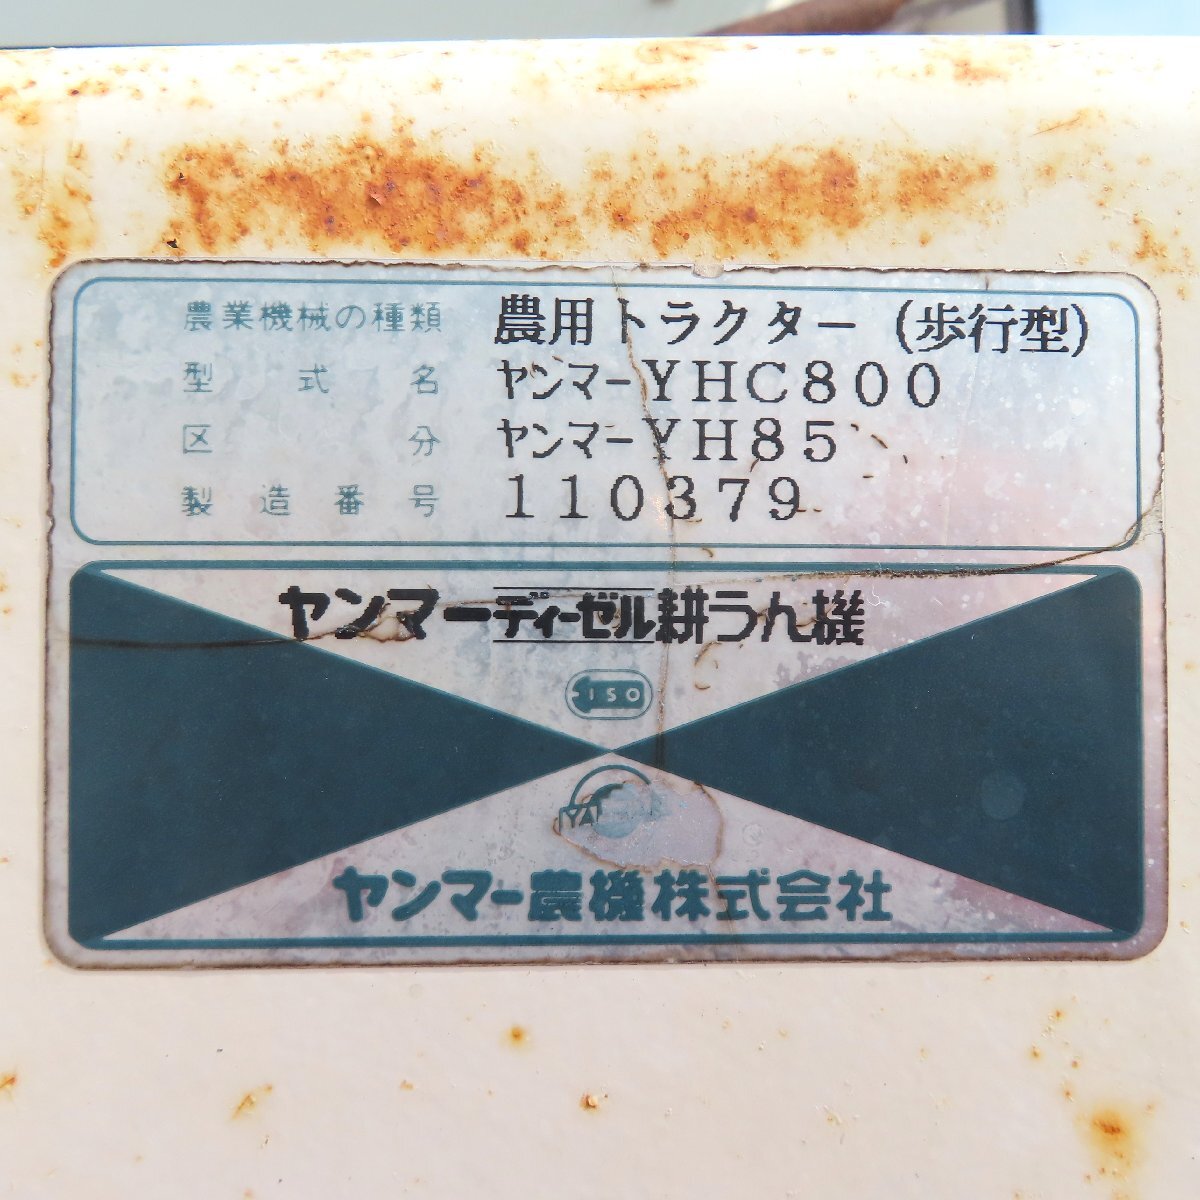 農業機械の種類 農用トラクター (歩行型)
型式名 ヤンマーYHC800
区分 ヤンマーYH85
製造番号 110379
ヤンマーディーゼル耕うん機
ISO
ヤンマー農機株式会社